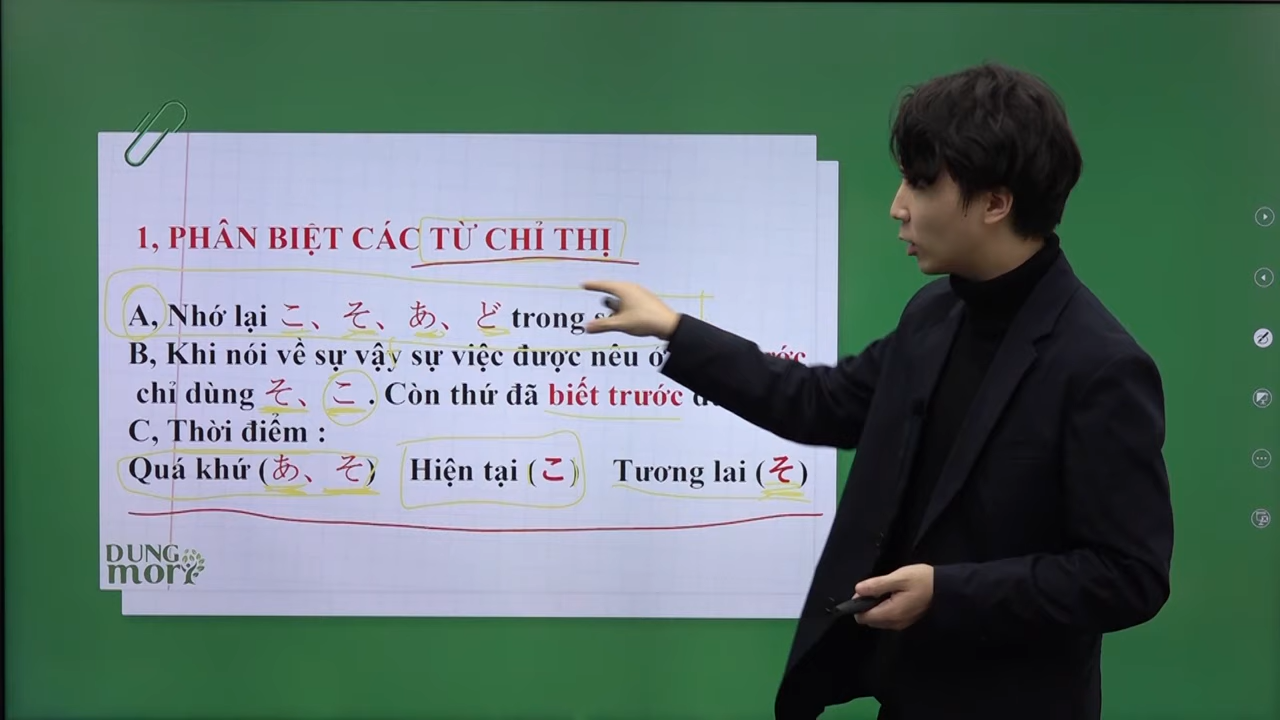 1, PHÂN BIỆT CÁC TỪ CHỈ THỊ
A, Nhớ lại こ、そ、あ、ど trong
B, Khi nói về sự vậy sự việc được nêu
chỉ dùng そ、こ. Còn thứ đã biết trước
C, Thời điểm :
Quá khứ (あ、そ) Hiện tại (こ) Tương lai (そ)
DUNG
mori